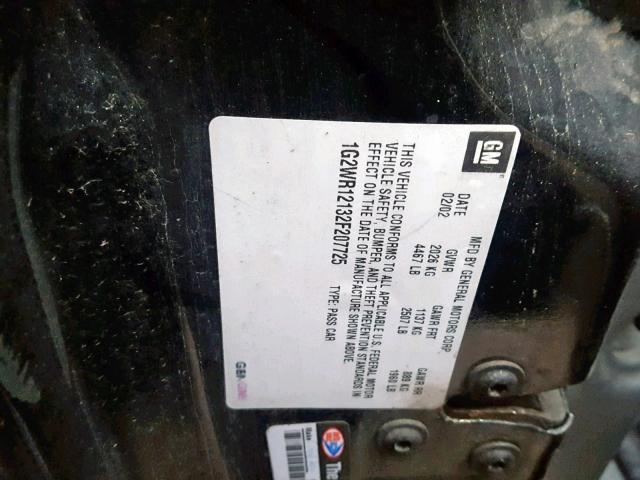 GM
MFD BY GENERAL MOTORS CORP
DATE GVWR GAWR FRT GAWR RR
02/02 2026 KG 1137 KG 889 KG
4467 LB 2507 LB 1960 LB
THIS VEHICLE CONFORMS TO ALL APPLICABLE U.S. FEDERAL MOTOR
VEHICLE SAFETY, BUMPER, AND THEFT PREVENTION STANDARDS IN
EFFECT ON THE DATE OF MANUFACTURE SHOWN ABOVE.
1G2WR12132F207725 TYPE: PASS CAR
The